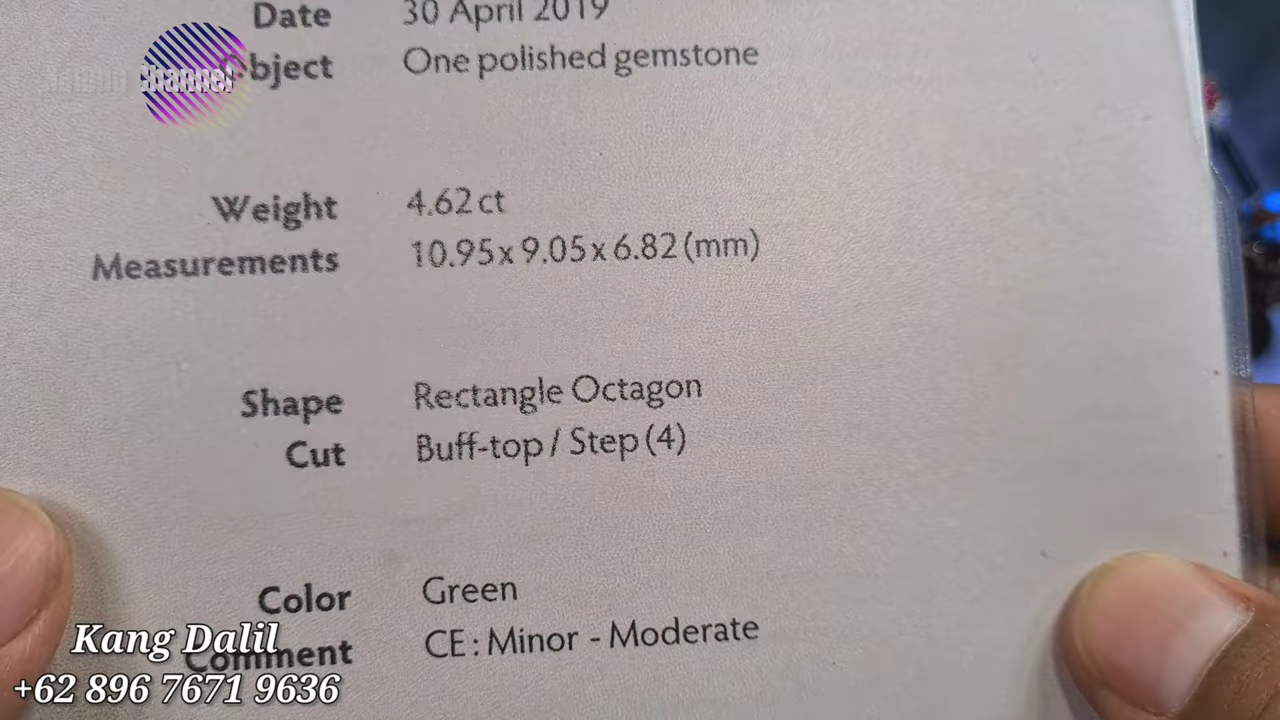 Date 30 April 2019
Object One polished gemstone
Channel
Weight 4.62 ct
Measurements 10.95 x 9.05 x 6.82 (mm)
Shape Rectangle Octagon
Cut Buff-top / Step (4)
Color Green
Comment CE : Minor - Moderate
Kang Dalil
+62 896 7671 9636